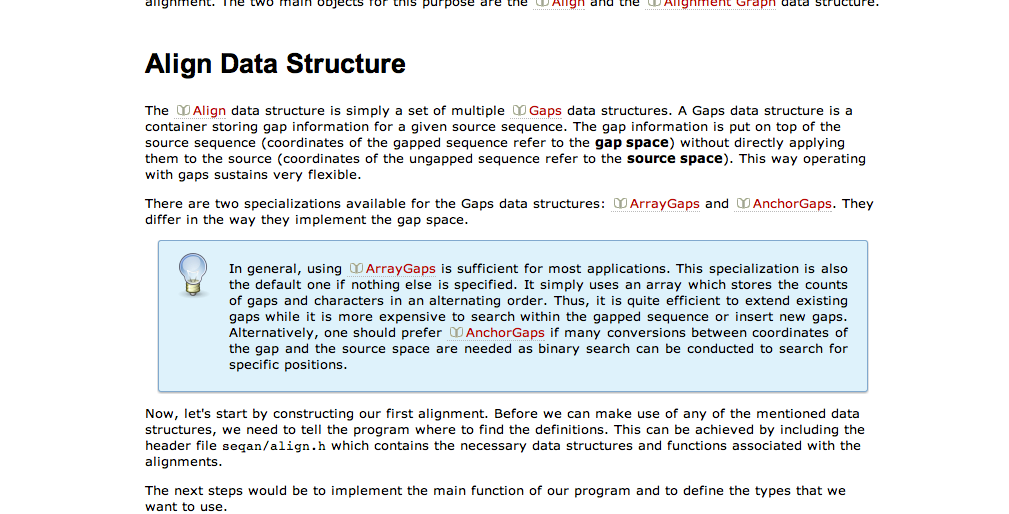 alignment. The two main objects for this purpose are the Align and the Alignment Graph data structure.
Align Data Structure
The Align data structure is simply a set of multiple Gaps data structures. A Gaps data structure is a
container storing gap information for a given source sequence. The gap information is put on top of the
source sequence (coordinates of the gapped sequence refer to the gap space) without directly applying
them to the source (coordinates of the ungapped sequence refer to the source space). This way operating
with gaps sustains very flexible.
There are two specializations available for the Gaps data structures: ArrayGaps and AnchorGaps. They
differ in the way they implement the gap space.
In general, using ArrayGaps is sufficient for most applications. This specialization is also
the default one if nothing else is specified. It simply uses an array which stores the counts
of gaps and characters in an alternating order. Thus, it is quite efficient to extend existing
gaps while it is more expensive to search within the gapped sequence or insert new gaps.
Alternatively, one should prefer AnchorGaps if many conversions between coordinates of
the gap and the source space are needed as binary search can be conducted to search for
specific positions.
Now, let's start by constructing our first alignment. Before we can make use of any of the mentioned data
structures, we need to tell the program where to find the definitions. This can be achieved by including the
header file seqan/align.h which contains the necessary data structures and functions associated with the
alignments.
The next steps would be to implement the main function of our program and to define the types that we
want to use.